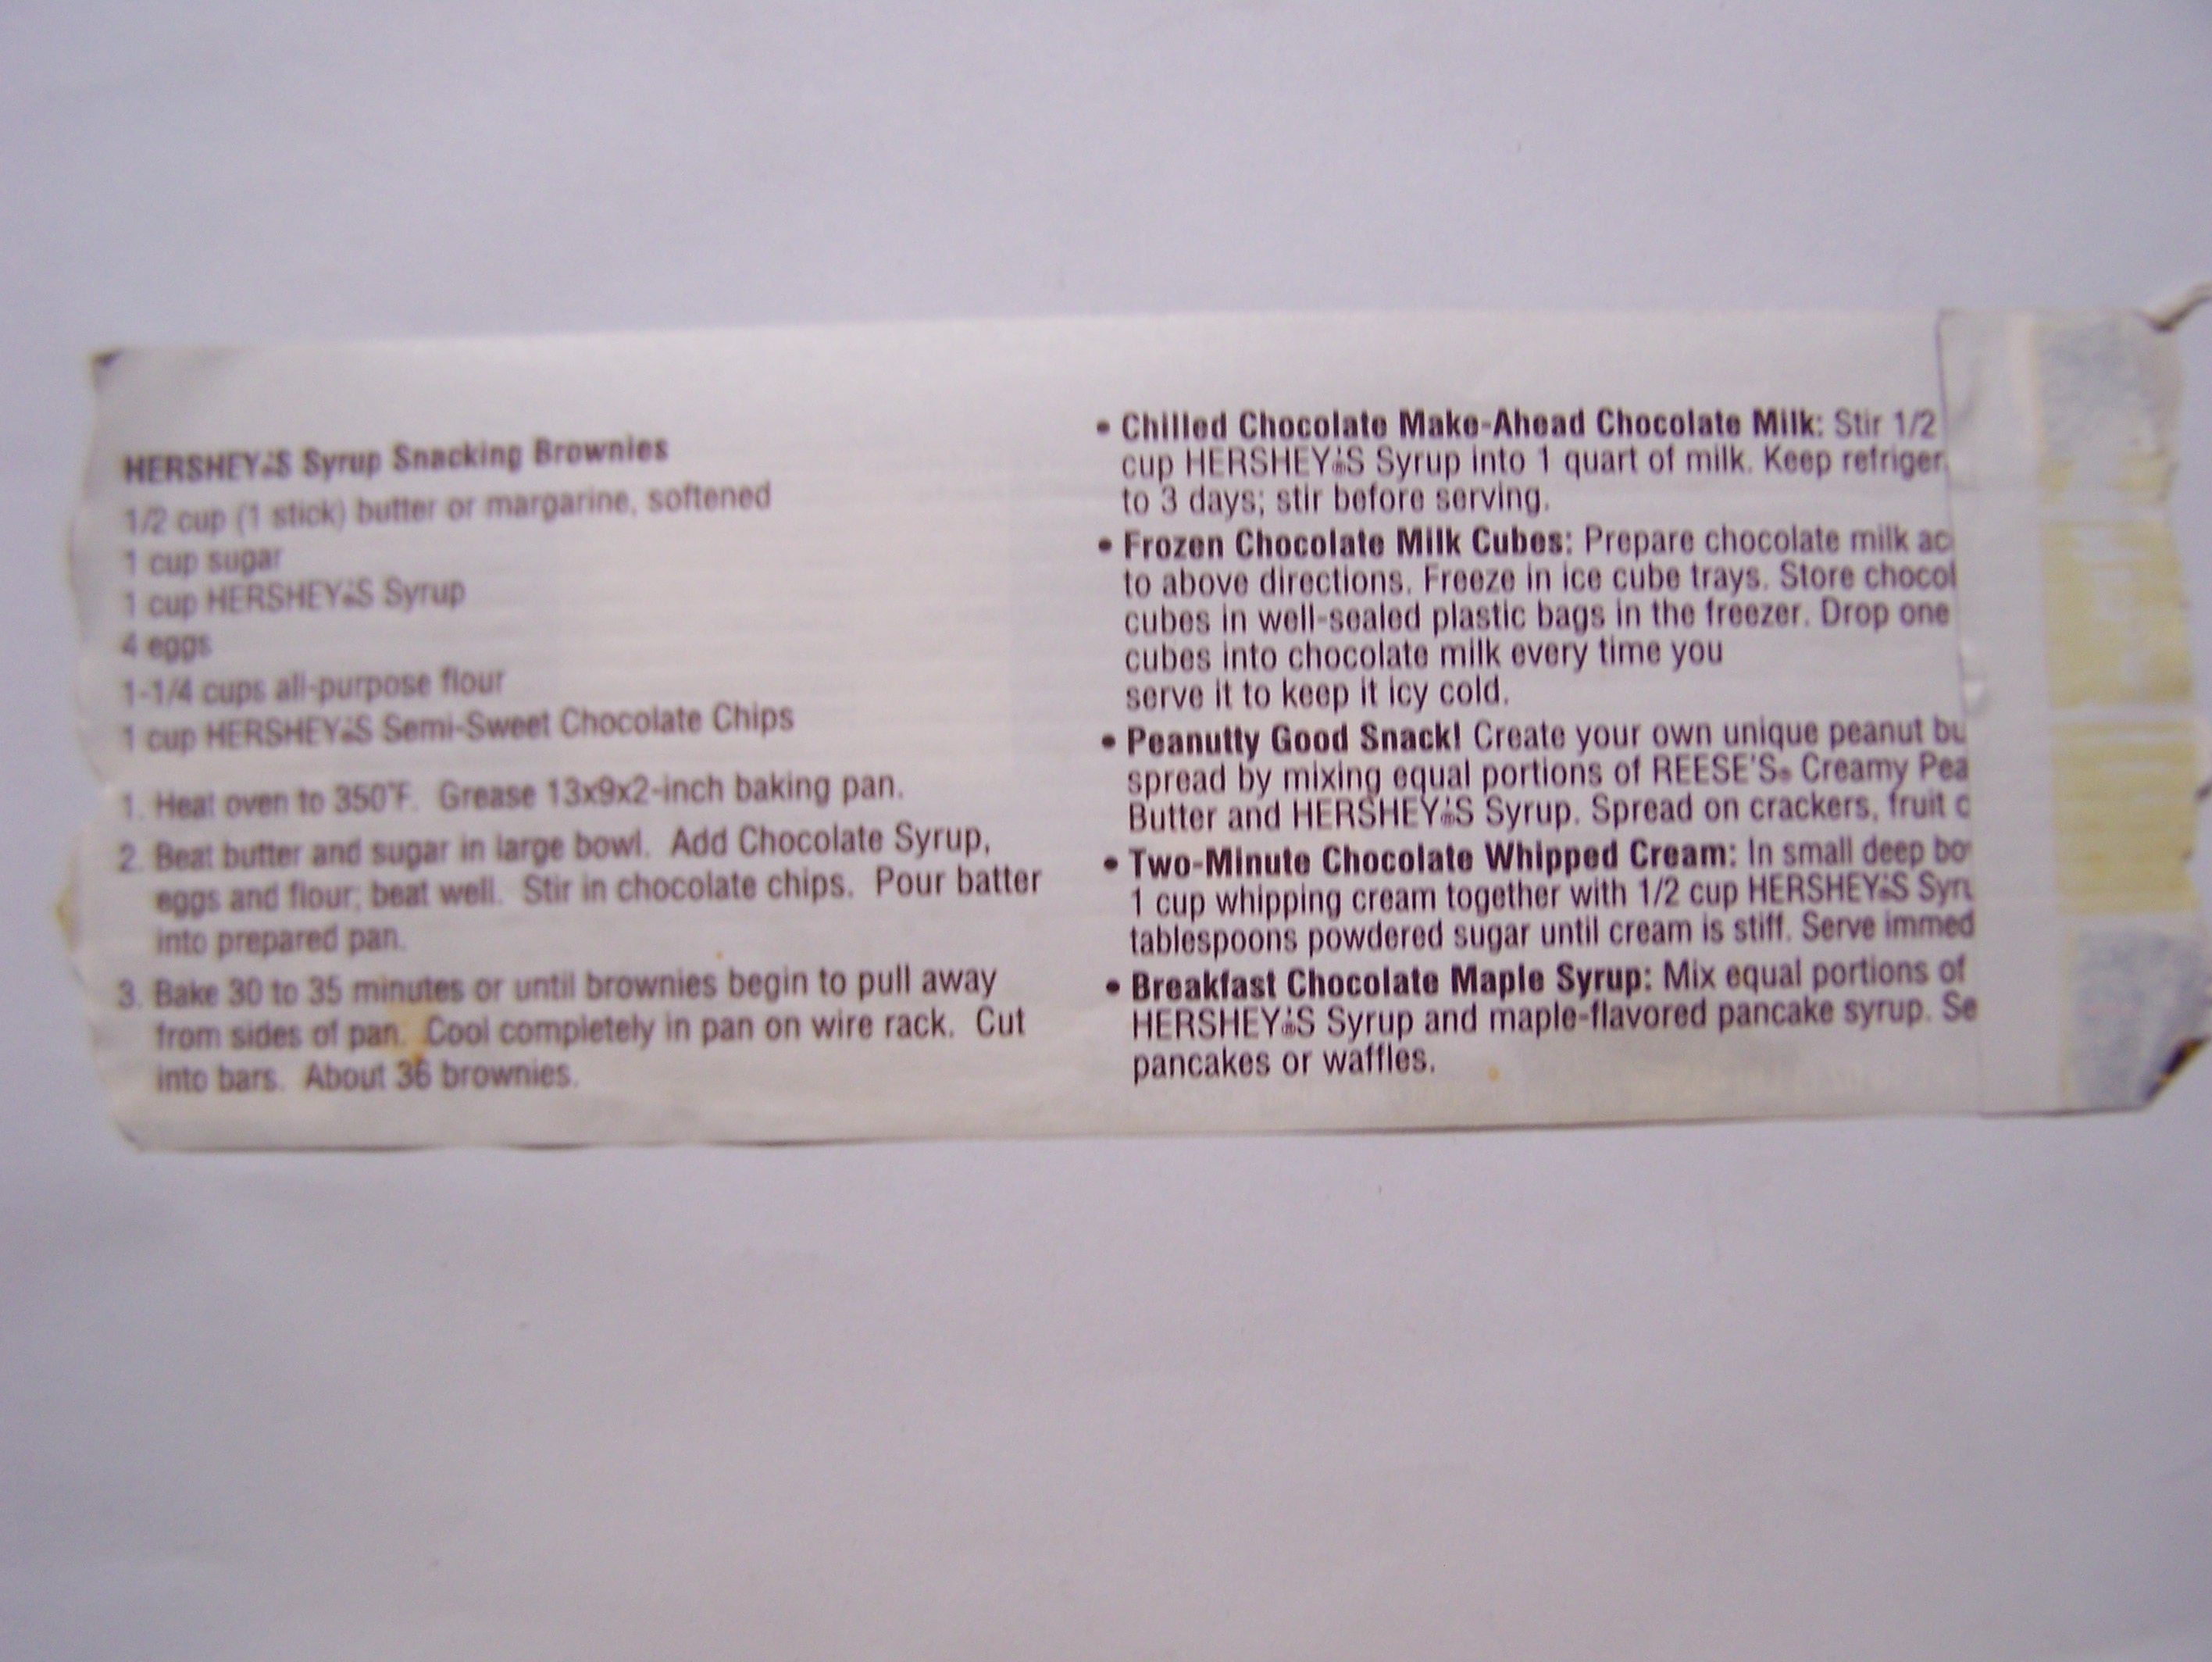 HERSHEY'S Syrup Snacking Brownies
1/2 cup (1 stick) butter or margarine, softened
1 cup sugar
1 cup HERSHEY'S Syrup
4 eggs
1-1/4 cups all-purpose flour
1 cup HERSHEY'S Semi-Sweet Chocolate Chips
1. Heat oven to 350°F. Grease 13x9x2-inch baking pan.
2. Beat butter and sugar in large bowl. Add Chocolate Syrup,
eggs and flour; beat well. Stir in chocolate chips. Pour batter
into prepared pan.
3. Bake 30 to 35 minutes or until brownies begin to pull away
from sides of pan. Cool completely in pan on wire rack. Cut
into bars. About 36 brownies.
• Chilled Chocolate Make-Ahead Chocolate Milk: Stir 1/2
cup HERSHEY'S Syrup into 1 quart of milk. Keep refriger
to 3 days; stir before serving.
• Frozen Chocolate Milk Cubes: Prepare chocolate milk ac
to above directions. Freeze in ice cube trays. Store chocol
cubes in well-sealed plastic bags in the freezer. Drop one
cubes into chocolate milk every time you
serve it to keep it icy cold.
• Peanutty Good Snack! Create your own unique peanut bu
spread by mixing equal portions of REESE'S® Creamy Pea
Butter and HERSHEY'S Syrup. Spread on crackers, fruit
• Two-Minute Chocolate Whipped Cream: In small deep bo
1 cup whipping cream together with 1/2 cup HERSHEY'S Syru
tablespoons powdered sugar until cream is stiff. Serve immed
• Breakfast Chocolate Maple Syrup: Mix equal portions of
HERSHEY'S Syrup and maple-flavored pancake syrup. Se
pancakes or waffles.